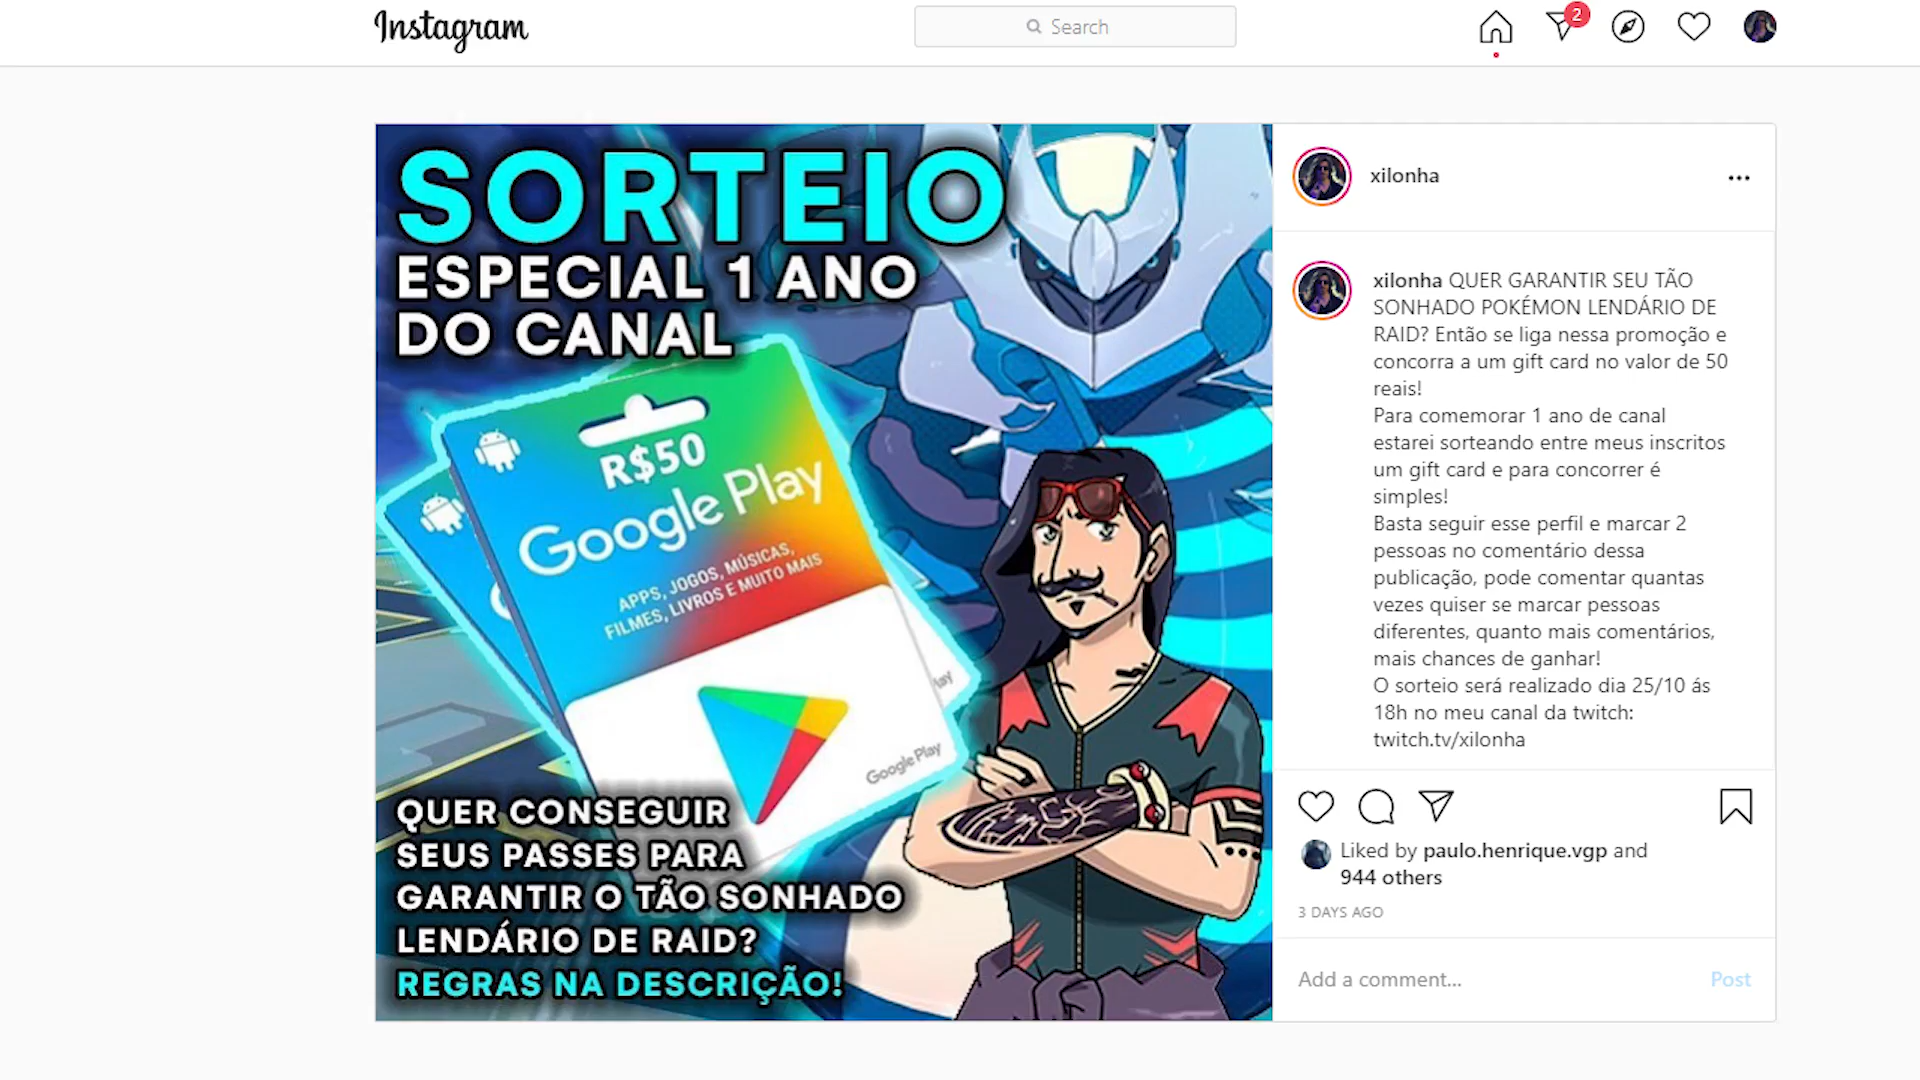 Instagram
Search
2
SORTEIO
ESPECIAL 1 ANO
DO CANAL
R$50
Google Play
APPS, JOGOS, MÚSICAS,
FILMES, LIVROS E MUITO MAIS
Google Play
QUER CONSEGUIR
SEUS PASSES PARA
GARANTIR O TÃO SONHADO
LENDÁRIO DE RAID?
REGRAS NA DESCRIÇÃO!
xilonha
xilonha QUER GARANTIR SEU TÃO
SONHADO POKÉMON LENDÁRIO DE
RAID? Então se liga nessa promoção e
concorra a um gift card no valor de 50
reais!
Para comemorar 1 ano de canal
estarei sorteando entre meus inscritos
um gift card e para concorrer é
simples!
Basta seguir esse perfil e marcar 2
pessoas no comentário dessa
publicação, pode comentar quantas
vezes quiser se marcar pessoas
diferentes, quanto mais comentários,
mais chances de ganhar!
O sorteio será realizado dia 25/10 ás
18h no meu canal da twitch:
twitch.tv/xilonha
Liked by paulo.henrique.vgp and
944 others
3 DAYS AGO
Add a comment...
Post